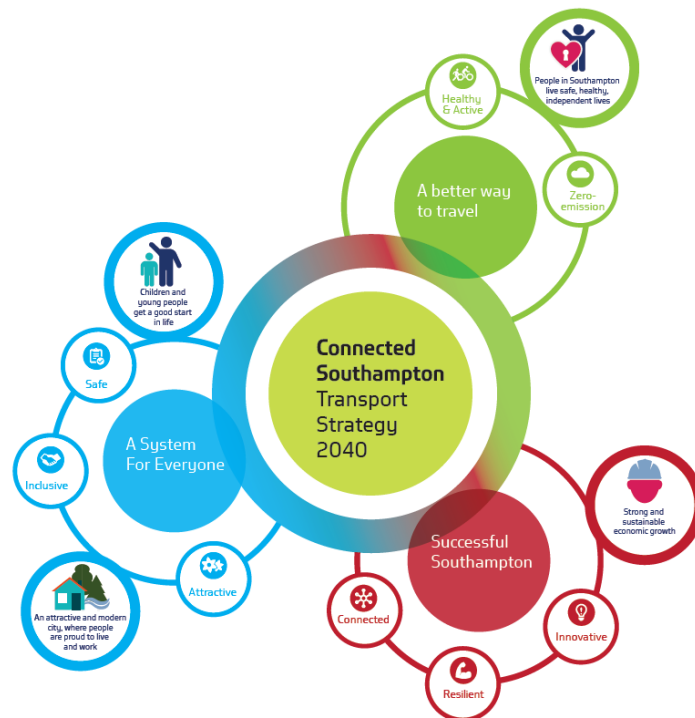 People in Southampton
live safe, healthy,
independent lives
Healthy
& Active
A better way
to travel
Zero-
emission
Children and
young people
get a good start
in life
Safe
Connected
Southampton
Transport
Strategy
2040
A System
For Everyone
Inclusive
Attractive
An attractive and modern
city, where people
are proud to live
and work
Strong and
sustainable
economic growth
Successful
Southampton
Connected
Innovative
Resilient